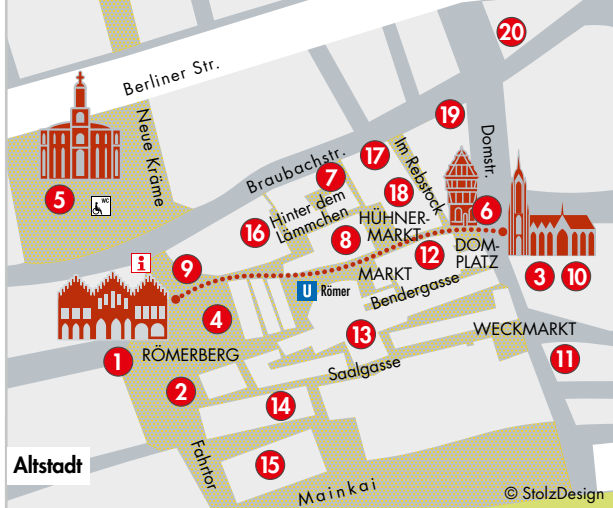 20
Berliner Str.
Neue Kräme
19
Braubachstr.
17
Im Rebstock
Domstr.
5
WC
7
18
Hinter dem
Lämmchen
16
HÜHNER-
MARKT
6
8
i
9
12
DOM-
PLATZ
MARKT
3
10
U Römer
Bendergasse
4
13
WECKMARKT
1
RÖMERBERG
11
Saalgasse
2
14
Fahrtor
15
Altstadt
Mainkai
© StolzDesign